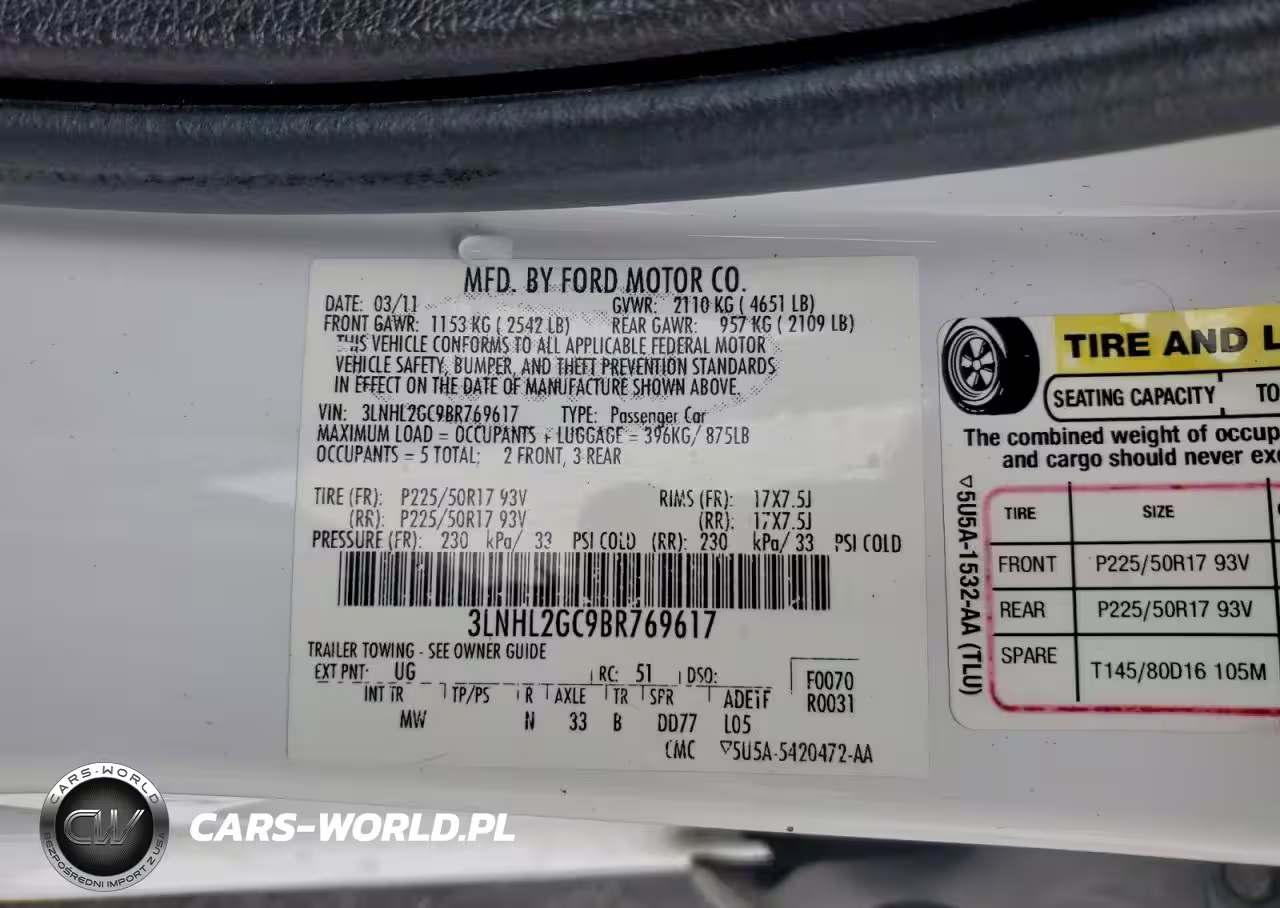 MFD. BY FORD MOTOR CO.
DATE: 03/11 GVWR: 2110 KG ( 4651 LB)
FRONT GAWR: 1153 KG ( 2542 LB) REAR GAWR: 957 KG ( 2109 LB)
THIS VEHICLE CONFORMS TO ALL APPLICABLE FEDERAL MOTOR
VEHICLE SAFETY, BUMPER, AND THEFT PREVENTION STANDARDS
IN EFFECT ON THE DATE OF MANUFACTURE SHOWN ABOVE.
VIN: 3LNHL2GC9BR769617 TYPE: Passenger Car
MAXIMUM LOAD = OCCUPANTS + LUGGAGE = 396KG/ 875LB
OCCUPANTS = 5 TOTAL: 2 FRONT, 3 REAR
TIRE (FR): P225/50R17 93V RIMS (FR): 17X7.5J
(RR): P225/50R17 93V (RR): 17X7.5J
PRESSURE (FR): 230 kPa/ 33 PSI COLD (RR): 230 kPa/ 33 PSI COLD
3LNHL2GC9BR769617
TRAILER TOWING - SEE OWNER GUIDE
EXT PNT: UG RC: 51 DSO:
F0070
R0031
INT TR TP/PS R AXLE TR SPR
MW N 33 B DD77 L05
CMC ▽5U5A-5420472-AA
TIRE AND L
SEATING CAPACITY TO
The combined weight of occup
and cargo should never exc
▽5U5A-1532-AA (TLU)
TIRE SIZE
FRONT P225/50R17 93V
REAR P225/50R17 93V
SPARE T145/80D16 105M
CARS-WORLD
CW
BEZPOŚREDNI IMPORT Z USA
CARS-WORLD.PL